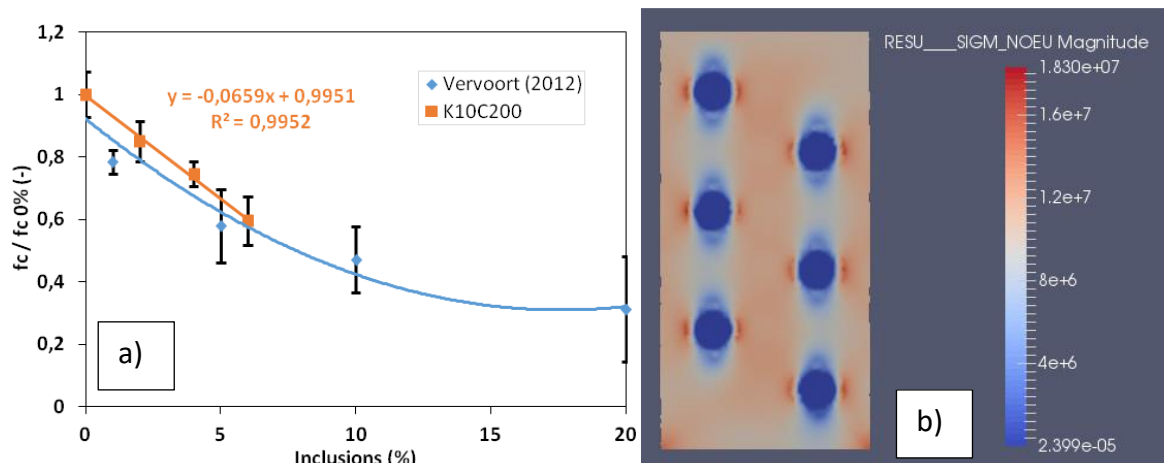 1,2
1
0,8
0,6
0,4
0,2
0
fc / fc 0% (-)
y = -0,0659x + 0,9951
R² = 0,9952
Vervoort (2012)
K10C200
a)
0
5
10
15
20
Inclusions (%)
RESU____SIGM_NOEU Magnitude
1.830e+07
1.6e+7
1.2e+7
8e+6
4e+6
2.399e-05
b)